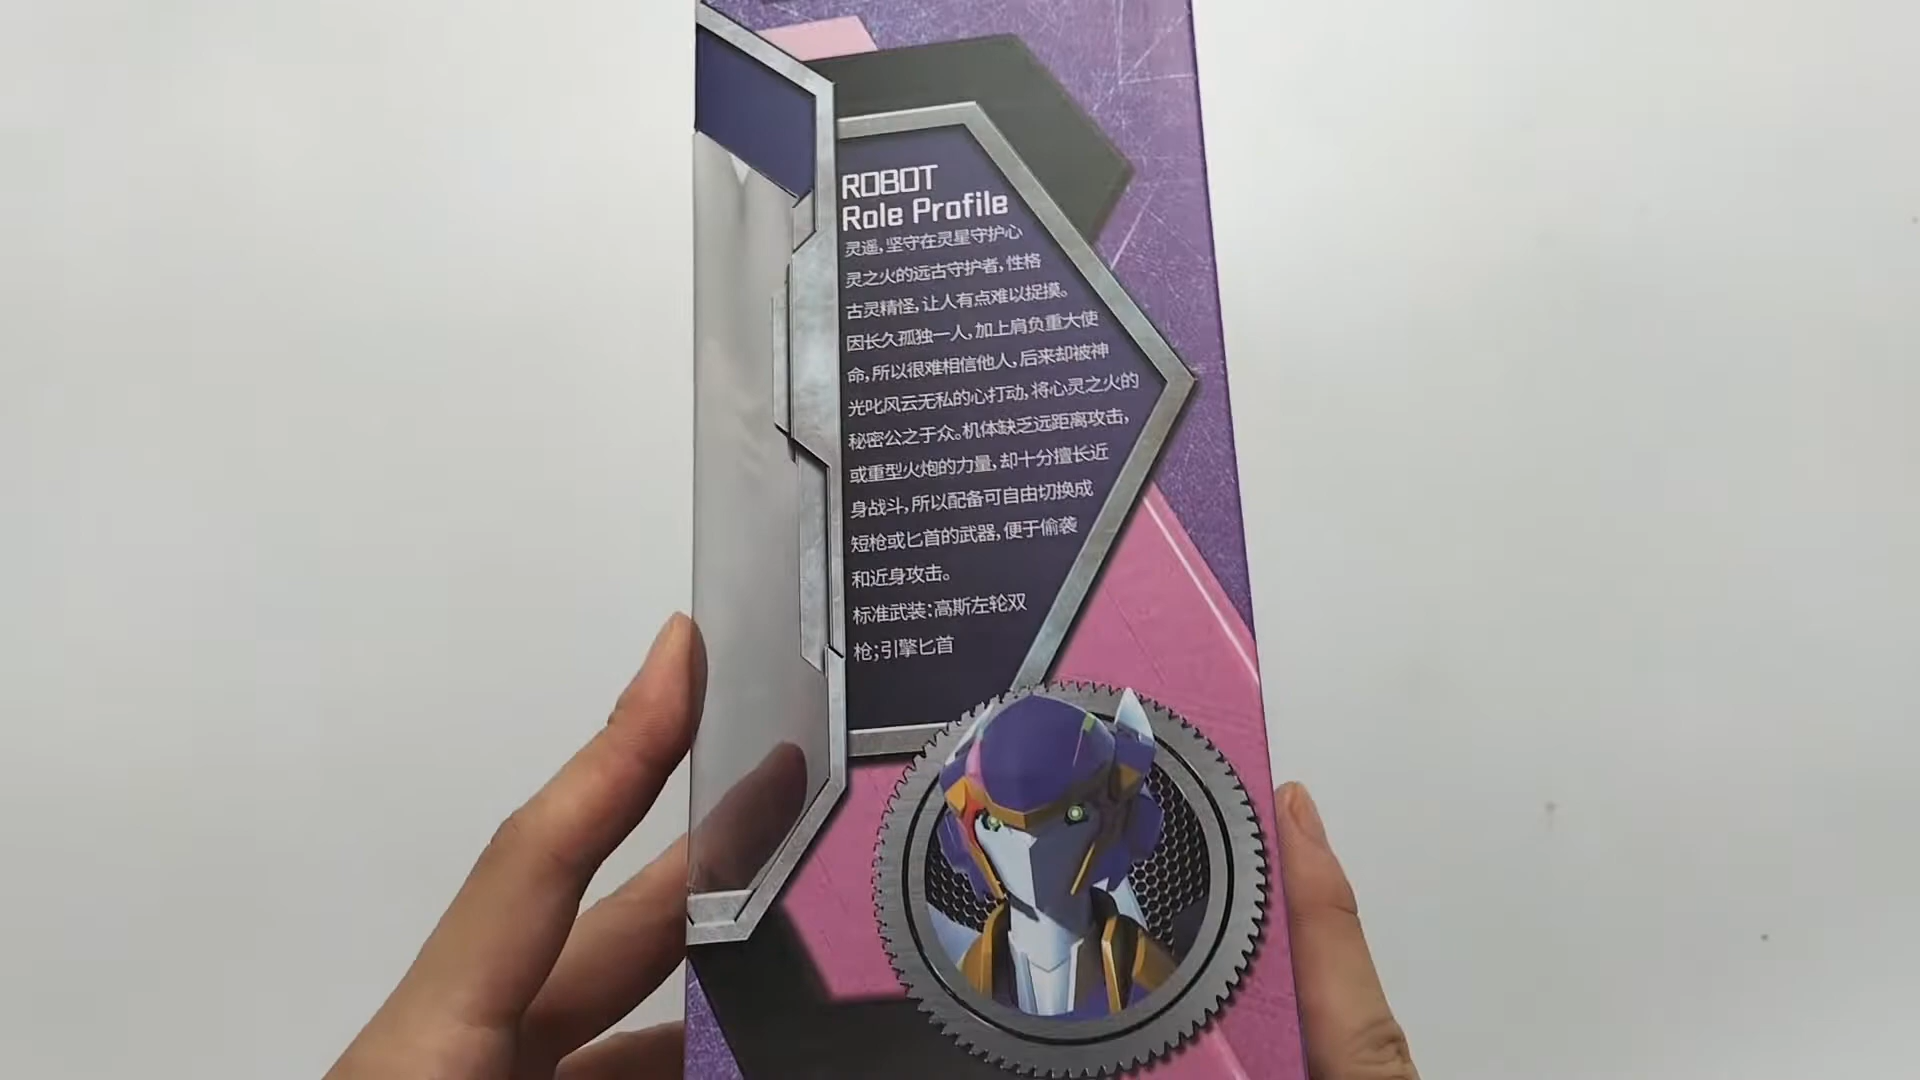 ROBOT
Role Profile
灵遥，坚守在灵星守护心
灵之火的远古守护者，性格
古灵精怪，让人有点难以捉摸。
因长久孤独一人，加上肩负重大使
命，所以很难相信他人，后来却被神
光叱风云无私的心打动，将心灵之火的
秘密公之于众。机体缺乏远距离攻击，
或重型火炮的力量，却十分擅长近
身战斗，所以配备可自由切换成
短枪或匕首的武器，便于偷袭
和近身攻击。
标准武装：高斯左轮双
枪；引擎匕首